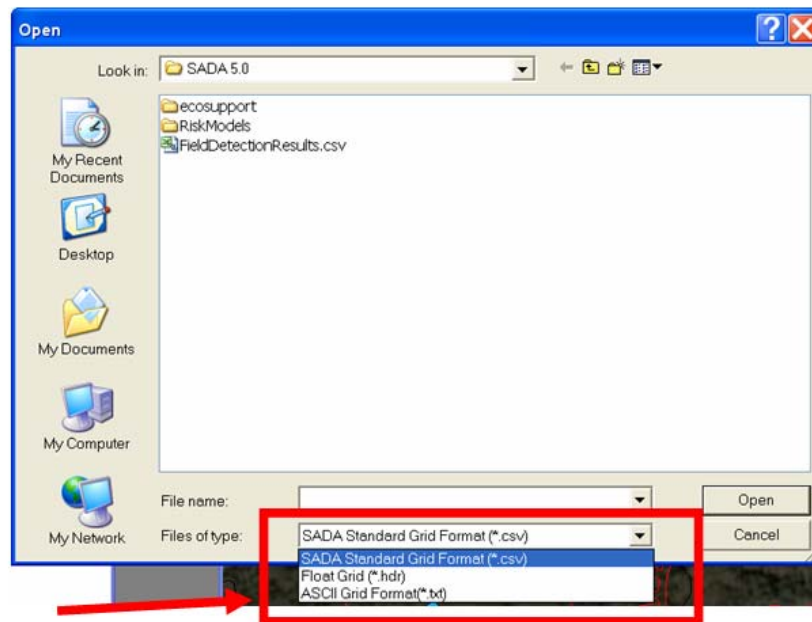 Open
Look in:
SADA 5.0
ecosupport
RiskModels
FieldDetectionResults.csv
My Recent
Documents
Desktop
My Documents
My Computer
My Network
File name:
Open
Files of type:
SADA Standard Grid Format (*.csv)
Cancel
SADA Standard Grid Format (*.csv)
Float Grid (*.hdr)
ASCII Grid Format(*.txt)